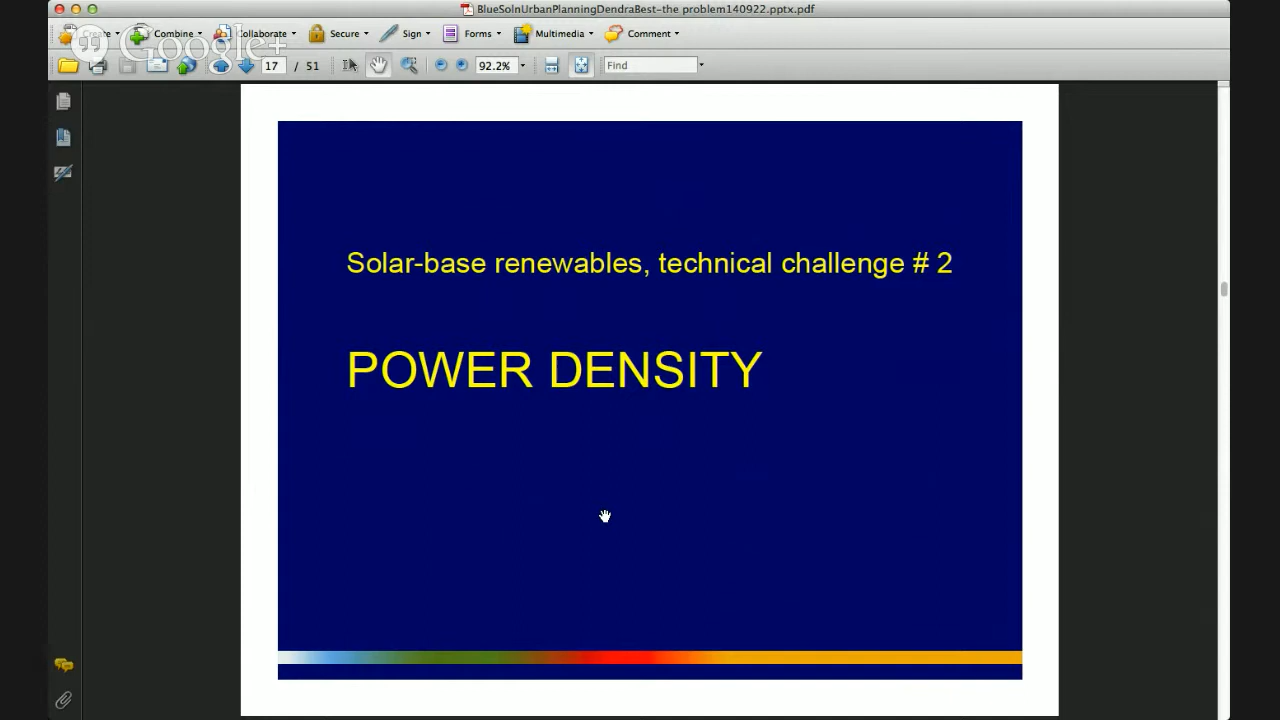 BlueSolnUrbanPlanningDendraBest-the problem140922.pptx.pdf
Create Combine Collaborate Secure Sign Forms Multimedia Comment
Google+
17 / 51 92.2% Find
Solar-base renewables, technical challenge # 2
POWER DENSITY